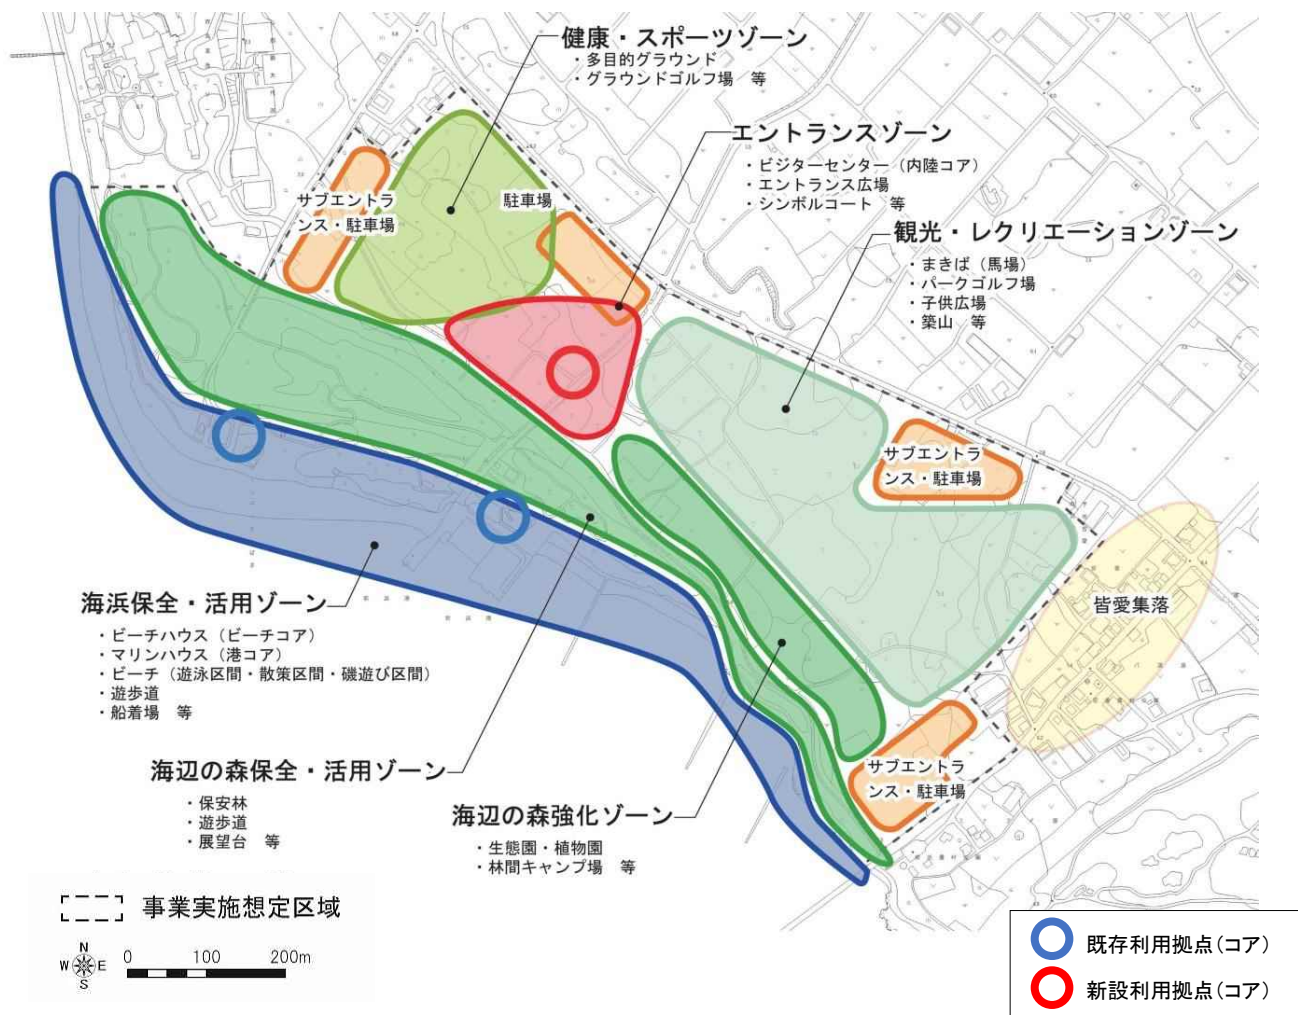 健康・スポーツゾーン
・多目的グラウンド
・グラウンドゴルフ場　等
エントランスゾーン
・ビジターセンター（内陸コア）
・エントランス広場
・シンボルコート　等
サブエントラ
ンス・駐車場
駐車場
観光・レクリエーションゾーン
・まきば（馬場）
・パークゴルフ場
・子供広場
・築山　等
サブエントラ
ンス・駐車場
皆愛集落
海浜保全・活用ゾーン
・ビーチハウス（ビーチコア）
・マリンハウス（港コア）
・ビーチ（遊泳区間・散策区間・磯遊び区間）
・遊歩道
・船着場　等
海辺の森保全・活用ゾーン
・保安林
・遊歩道
・展望台　等
海辺の森強化ゾーン
・生態園・植物園
・林間キャンプ場　等
サブエントラ
ンス・駐車場
事業実施想定区域
N
W E
S
0 100 200m
既存利用拠点（コア）
新設利用拠点（コア）